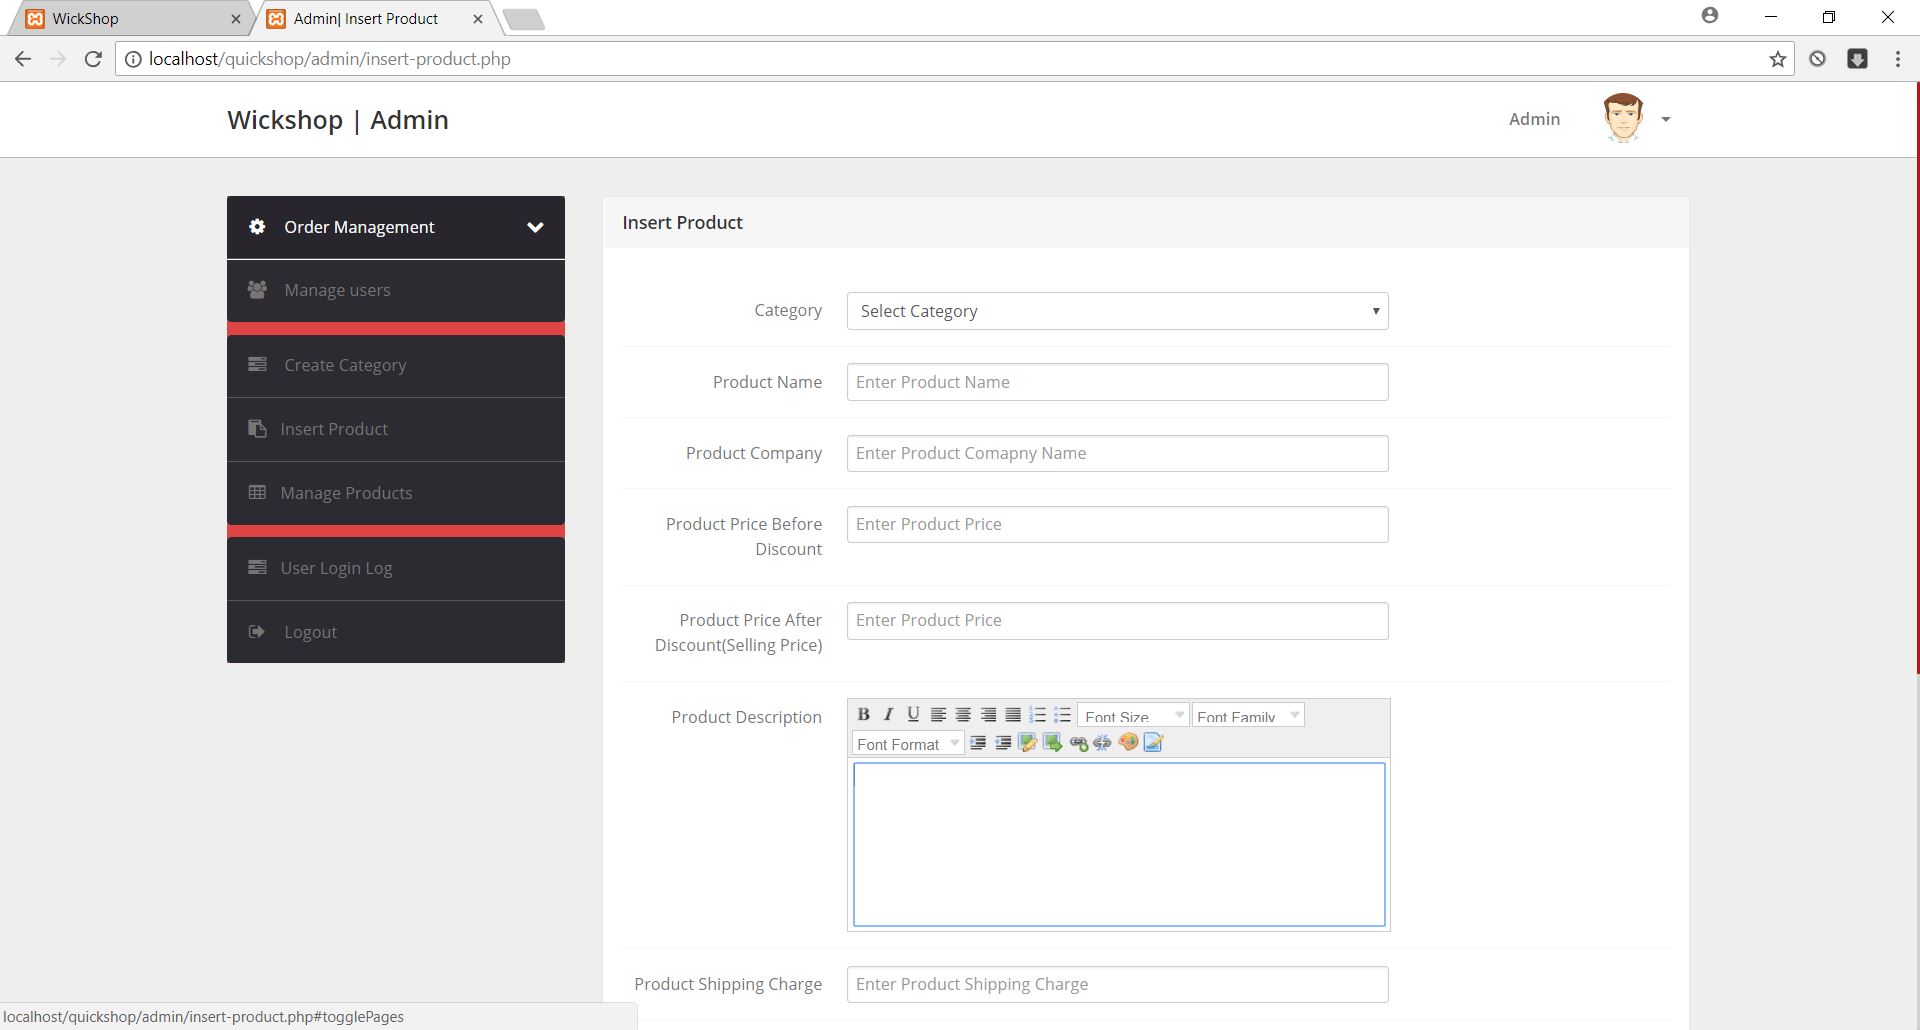 WickShop
Admin| Insert Product
localhost/quickshop/admin/insert-product.php
Wickshop | Admin
Admin
Order Management
Manage users
Create Category
Insert Product
Manage Products
User Login Log
Logout
Insert Product
Category
Select Category
Product Name
Enter Product Name
Product Company
Enter Product Comapny Name
Product Price Before
Discount
Enter Product Price
Product Price After
Discount(Selling Price)
Enter Product Price
Product Description
B I U
Font Size
Font Family
Font Format
Product Shipping Charge
Enter Product Shipping Charge
localhost/quickshop/admin/insert-product.php#togglePages